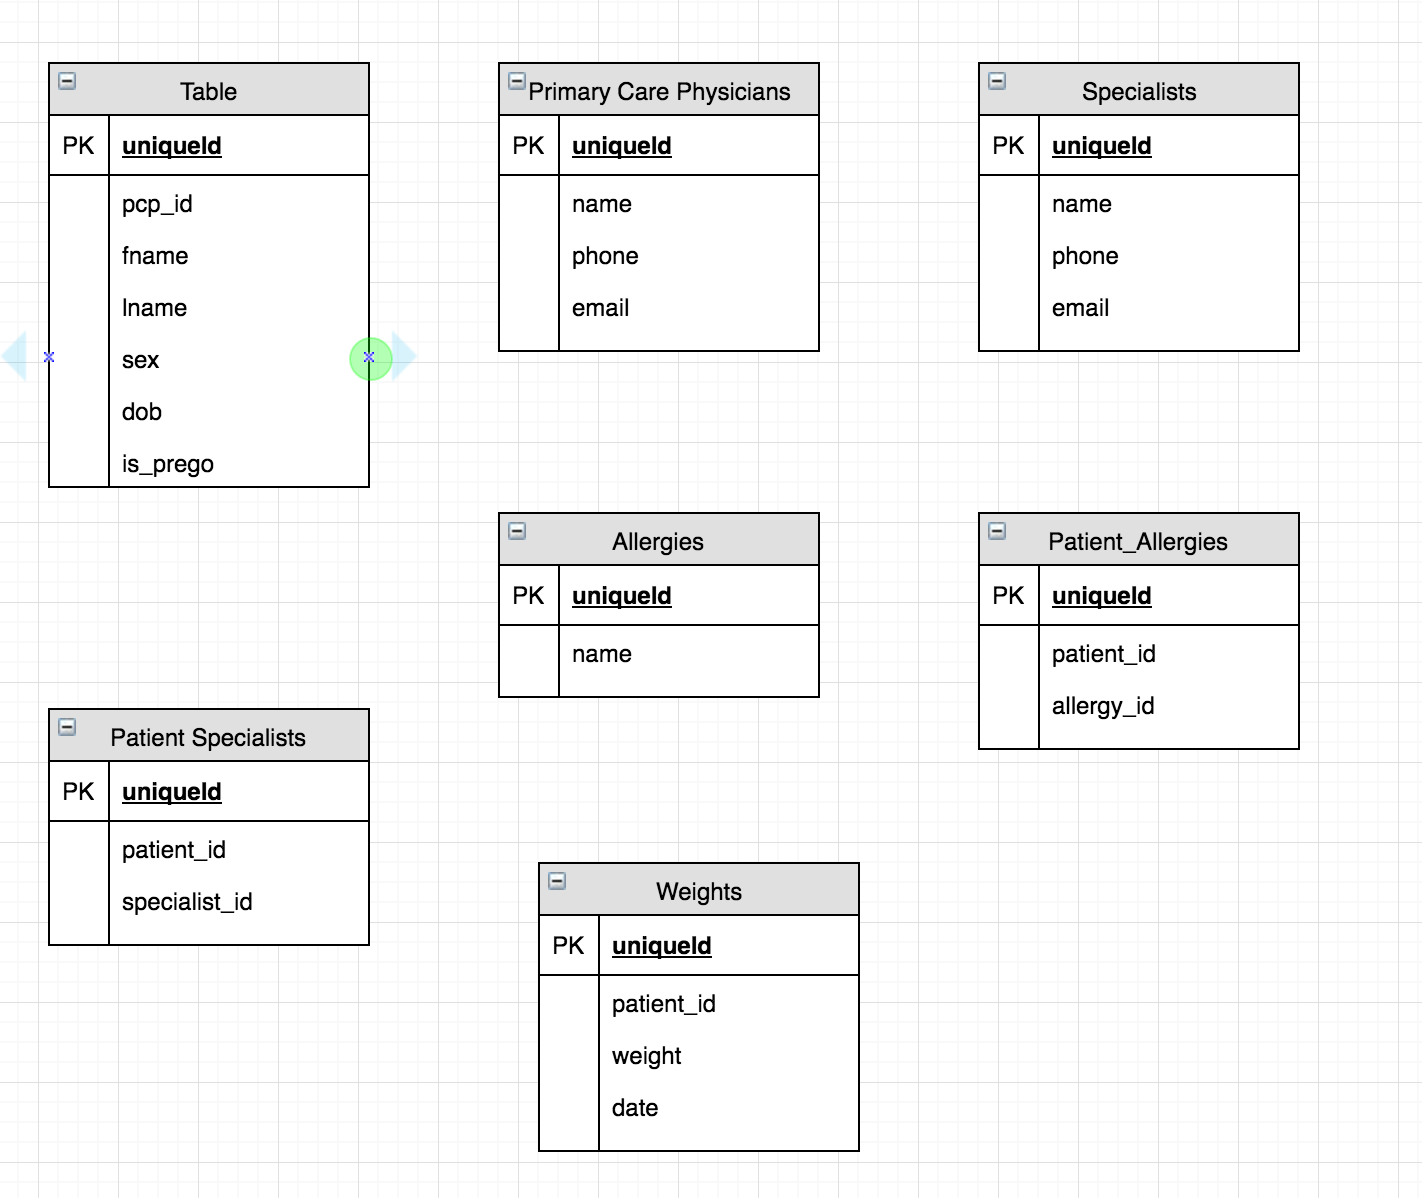 Table
PK uniqueId
pcp_id
fname
lname
sex
dob
is_prego
Primary Care Physicians
PK uniqueId
name
phone
email
Specialists
PK uniqueId
name
phone
email
Allergies
PK uniqueId
name
Patient_Allergies
PK uniqueId
patient_id
allergy_id
Patient Specialists
PK uniqueId
patient_id
specialist_id
Weights
PK uniqueId
patient_id
weight
date